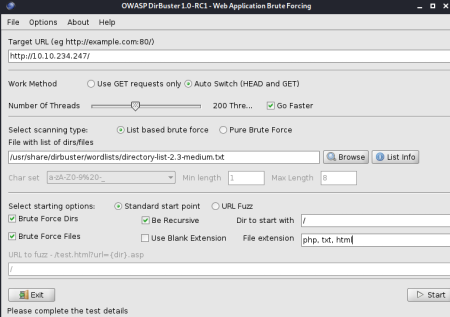 OWASP DirBuster 1.0-RC1 - Web Application Brute Forcing
File Options About Help
Target URL (eg http://example.com:80/)
http://10.10.234.247/
Work Method Use GET requests only Auto Switch (HEAD and GET)
Number Of Threads 200 Thre... Go Faster
Select scanning type: List based brute force Pure Brute Force
File with list of dirs/files
/usr/share/dirbuster/wordlists/directory-list-2.3-medium.txt Browse List Info
Char set a-zA-Z0-9%20-_ Min length 1 Max Length 8
Select starting options: Standard start point URL Fuzz
Brute Force Dirs Be Recursive Dir to start with /
Brute Force Files Use Blank Extension File extension php, txt, html
URL to fuzz - /test.html?url={dir}.asp
/
Exit Start
Please complete the test details